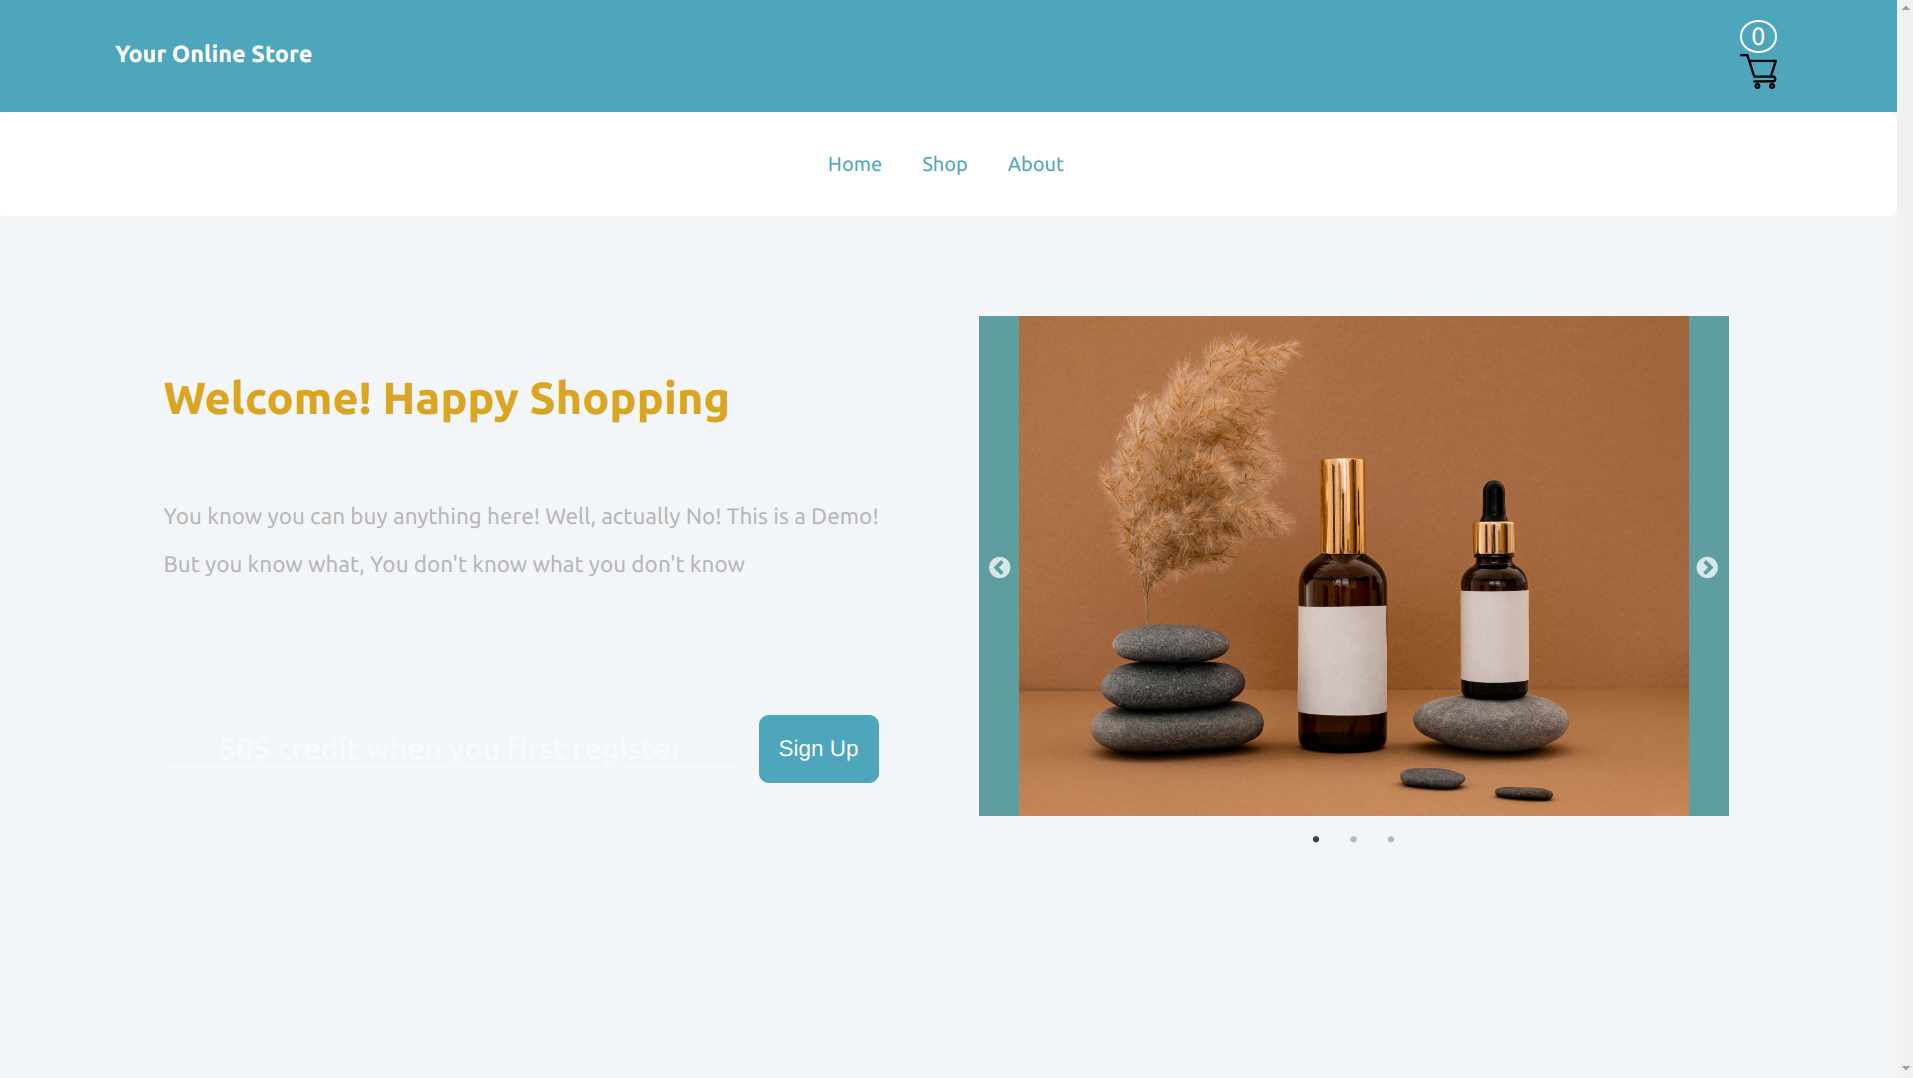 Your Online Store
0
Home Shop About
Welcome! Happy Shopping
You know you can buy anything here! Well, actually No! This is a Demo!
But you know what, You don't know what you don't know
50$ credit when you first register
Sign Up